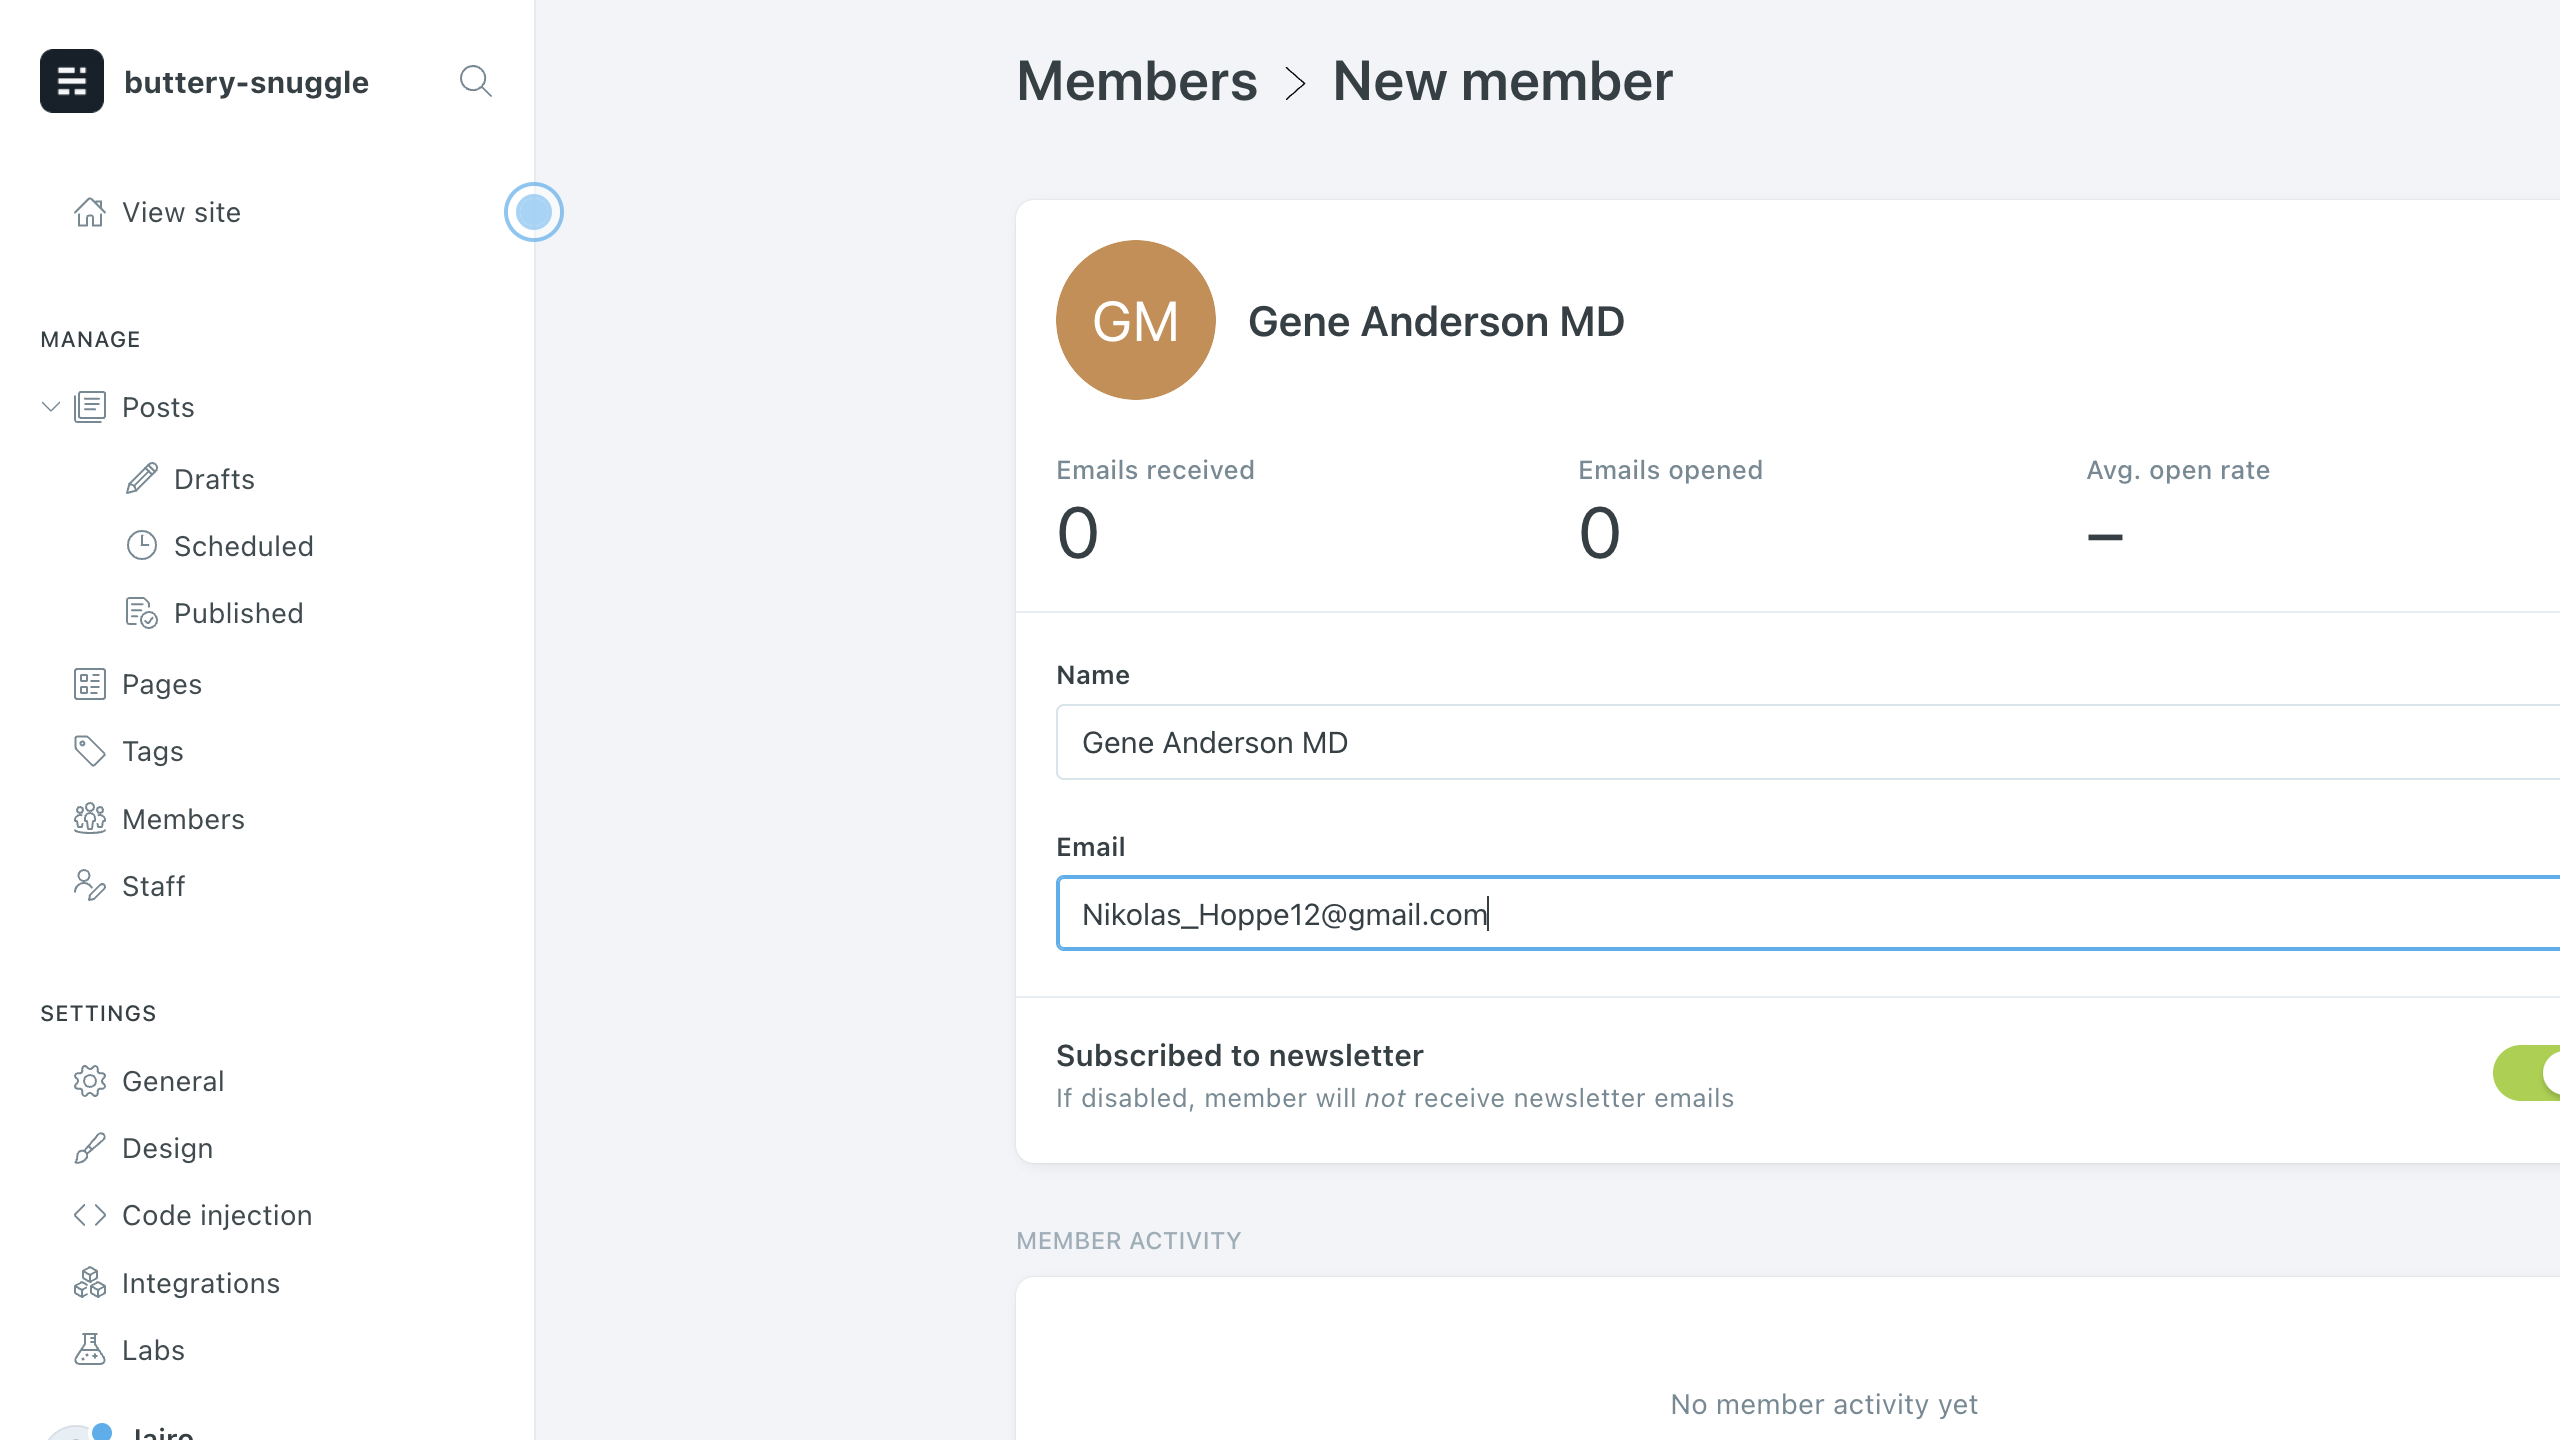 buttery-snuggle
View site
MANAGE
Posts
Drafts
Scheduled
Published
Pages
Tags
Members
Staff
SETTINGS
General
Design
Code injection
Integrations
Labs
Members > New member
GM
Gene Anderson MD
Emails received
0
Emails opened
0
Avg. open rate
–
Name
Gene Anderson MD
Email
Nikolas_Hoppe12@gmail.com
Subscribed to newsletter
If disabled, member will not receive newsletter emails
MEMBER ACTIVITY
No member activity yet